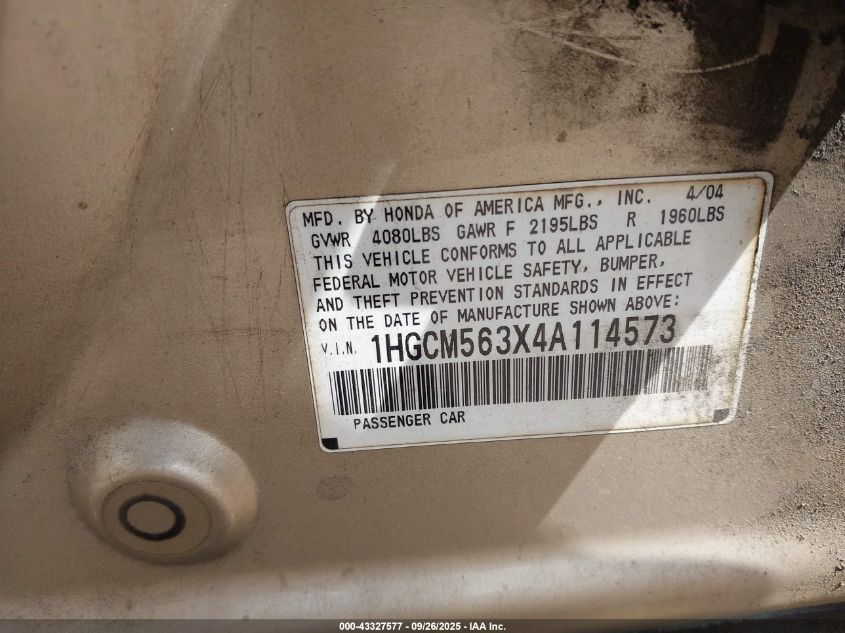 MFD. BY HONDA OF AMERICA MFG., INC. 4/04
GVWR 4080LBS GAWR F 2195LBS R 1960LBS
THIS VEHICLE CONFORMS TO ALL APPLICABLE
FEDERAL MOTOR VEHICLE SAFETY, BUMPER,
AND THEFT PREVENTION STANDARDS IN EFFECT
ON THE DATE OF MANUFACTURE SHOWN ABOVE:
V.I.N. 1HGCM563X4A114573
PASSENGER CAR
000-43327577 - 09/26/2025 - IAA Inc.